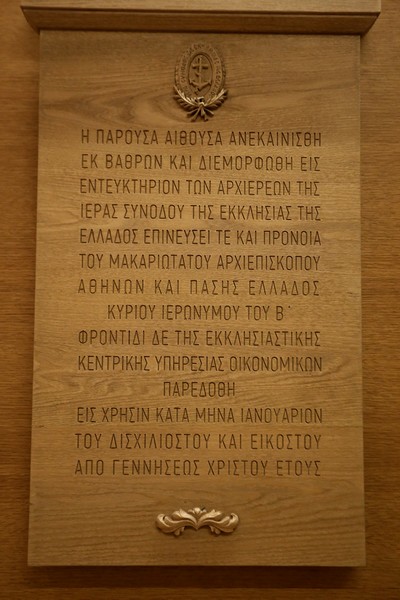 Η ΠΑΡΟΥΣΑ ΑΙΘΟΥΣΑ ΑΝΕΚΑΙΝΙΣΘΗ
ΕΚ ΒΑΘΡΩΝ ΚΑΙ ΔΙΕΜΟΡΦΩΘΗ ΕΙΣ
ΕΝΤΕΥΚΤΗΡΙΟΝ ΤΩΝ ΑΡΧΙΕΡΕΩΝ ΤΗΣ
ΙΕΡΑΣ ΣΥΝΟΔΟΥ ΤΗΣ ΕΚΚΛΗΣΙΑΣ ΤΗΣ
ΕΛΛΑΔΟΣ ΕΠΙΝΕΥΣΕΙ ΤΕ ΚΑΙ ΠΡΟΝΟΙΑ
ΤΟΥ ΜΑΚΑΡΙΩΤΑΤΟΥ ΑΡΧΙΕΠΙΣΚΟΠΟΥ
ΑΘΗΝΩΝ ΚΑΙ ΠΑΣΗΣ ΕΛΛΑΔΟΣ
ΚΥΡΙΟΥ ΙΕΡΩΝΥΜΟΥ ΤΟΥ Β΄
ΦΡΟΝΤΙΔΙ ΔΕ ΤΗΣ ΕΚΚΛΗΣΙΑΣΤΙΚΗΣ
ΚΕΝΤΡΙΚΗΣ ΥΠΗΡΕΣΙΑΣ ΟΙΚΟΝΟΜΙΚΩΝ
ΠΑΡΕΔΟΘΗ
ΕΙΣ ΧΡΗΣΙΝ ΚΑΤΑ ΜΗΝΑ ΙΑΝΟΥΑΡΙΟΝ
ΤΟΥ ΔΙΣΧΙΛΙΟΣΤΟΥ ΚΑΙ ΕΙΚΟΣΤΟΥ
ΑΠΟ ΓΕΝΝΗΣΕΩΣ ΧΡΙΣΤΟΥ ΕΤΟΥΣ